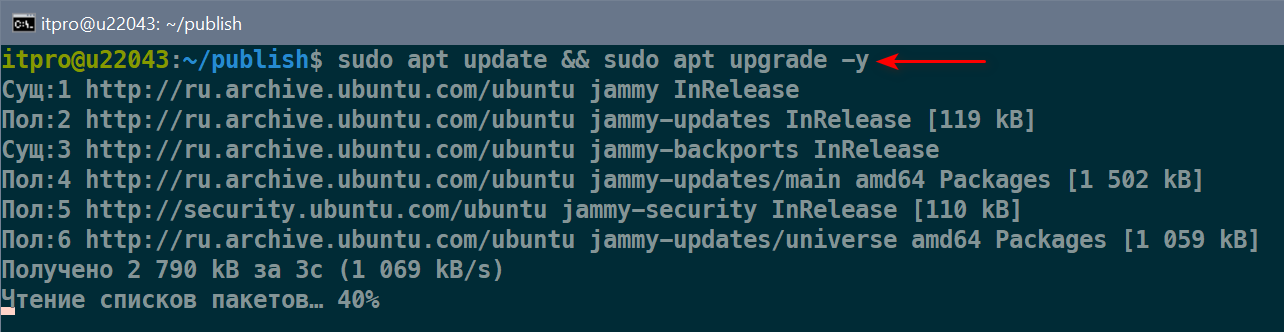 itpro@u22043: ~/publish
itpro@u22043:~/publish$ sudo apt update && sudo apt upgrade -y
Сущ:1 http://ru.archive.ubuntu.com/ubuntu jammy InRelease
Пол:2 http://ru.archive.ubuntu.com/ubuntu jammy-updates InRelease [119 kB]
Сущ:3 http://ru.archive.ubuntu.com/ubuntu jammy-backports InRelease
Пол:4 http://ru.archive.ubuntu.com/ubuntu jammy-updates/main amd64 Packages [1 502 kB]
Пол:5 http://security.ubuntu.com/ubuntu jammy-security InRelease [110 kB]
Пол:6 http://ru.archive.ubuntu.com/ubuntu jammy-updates/universe amd64 Packages [1 059 kB]
Получено 2 790 kB за 3с (1 069 kB/s)
Чтение списков пакетов… 40%